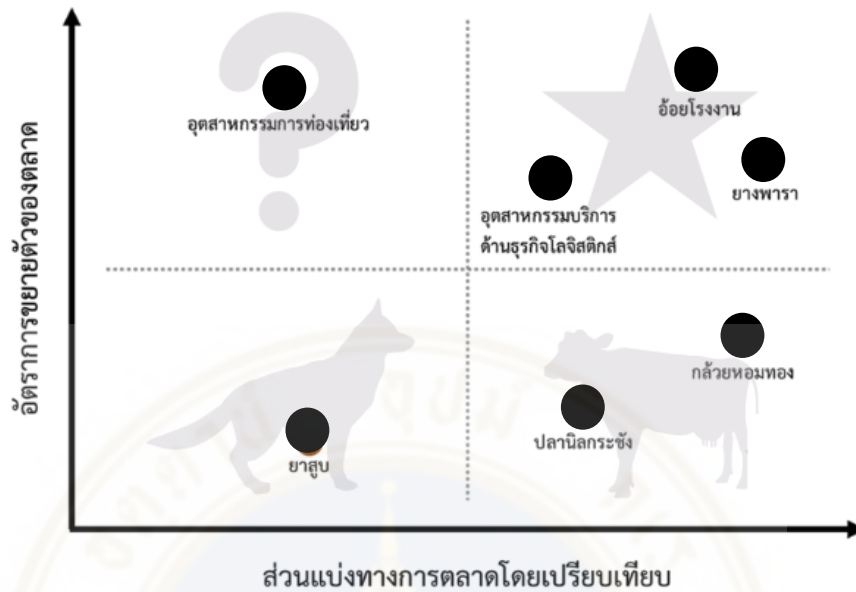 อัตราการขยายตัวของตลาด
อุตสาหกรรมการท่องเที่ยว
อ้อยโรงงาน
ยางพารา
อุตสาหกรรมบริการ
ด้านธุรกิจโลจิสติกส์
กล้วยหอมทอง
ปลานิลกระชัง
ยาสูบ
ส่วนแบ่งทางการตลาดโดยเปรียบเทียบ